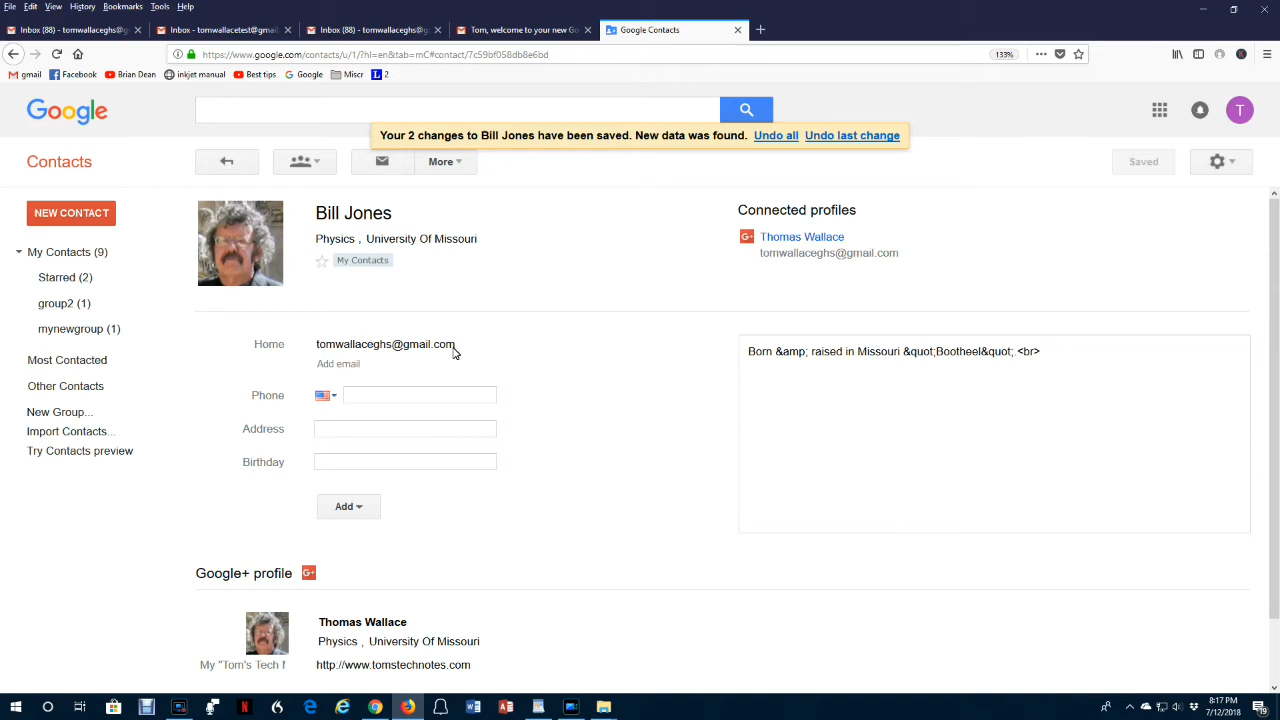 File Edit View History Bookmarks Tools Help
Inbox (88) - tomwallaceghs@g
Inbox - tomwallacetest@gmail.c
Inbox (88) - tomwallaceghs@g
Tom, welcome to your new Go
Google Contacts
https://www.google.com/contacts/u/1/?hl=en&tab=mC#contact/7c59bf058db8e6bd
133%
gmail Facebook Brian Dean inkjet manual Best tips Google Miscr 2
Google
T
Your 2 changes to Bill Jones have been saved. New data was found. Undo all Undo last change
Contacts
More
Saved
NEW CONTACT
My Contacts (9)
Starred (2)
group2 (1)
mynewgroup (1)
Most Contacted
Other Contacts
New Group...
Import Contacts...
Try Contacts preview
Bill Jones
Physics , University Of Missouri
My Contacts
Connected profiles
Thomas Wallace
tomwallaceghs@gmail.com
Home tomwallaceghs@gmail.com
Add email
Phone
Address
Birthday
Add
Born &amp; raised in Missouri &quot;Bootheel&quot;.<br>
Google+ profile G+
Thomas Wallace
Physics , University Of Missouri
My "Tom's Tech N http://www.tomstechnotes.com
8:17 PM
7/12/2018